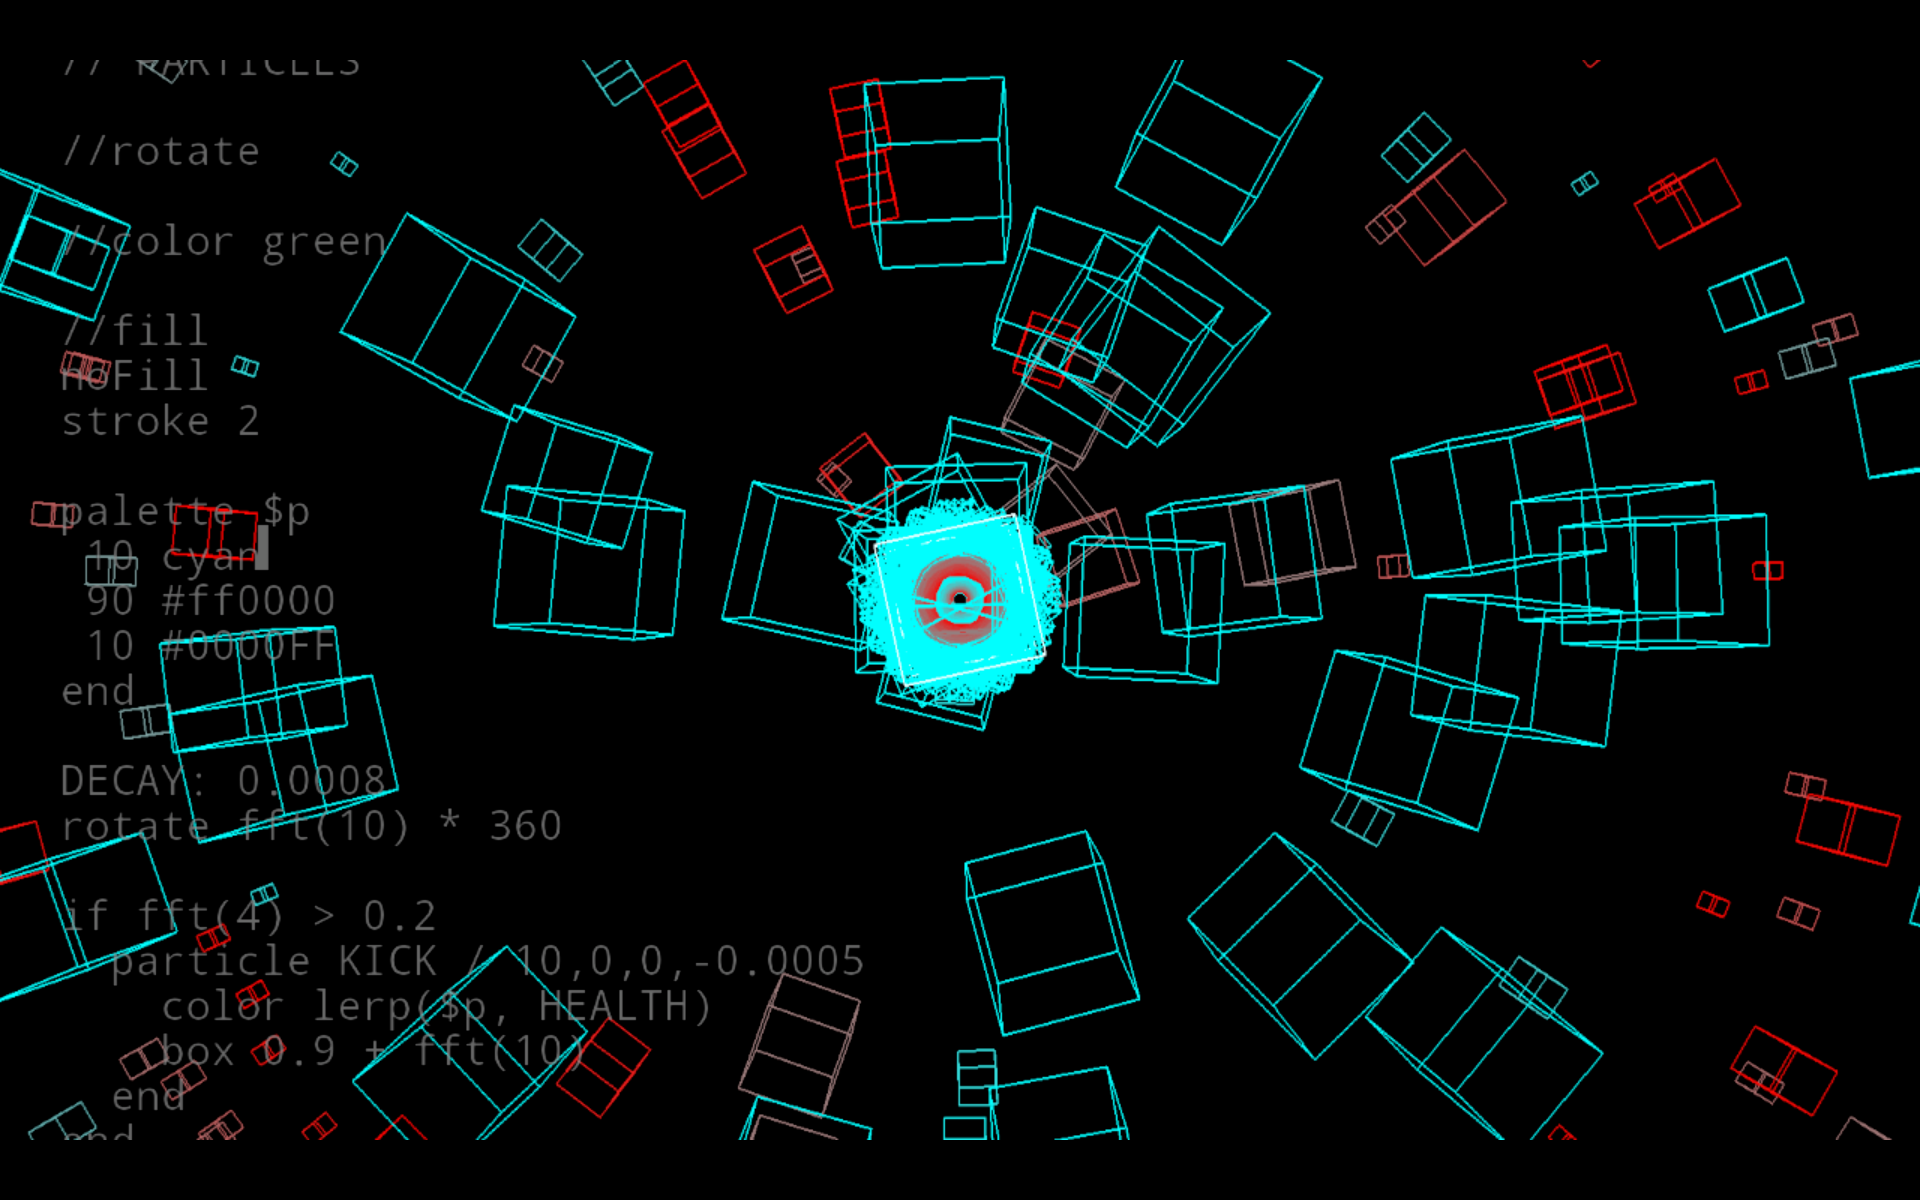 // PARTICLES
//rotate
//color green
//fill
noFill
stroke 2
palette $p
10 cyan
90 #ff0000
10 #0000FF
end
DECAY: 0.0008
rotate fft(10) * 360
if fft(4) > 0.2
particle KICK / 10,0,0,-0.0005
color lerp($p, HEALTH)
box 0.9 + fft(10)
end
end